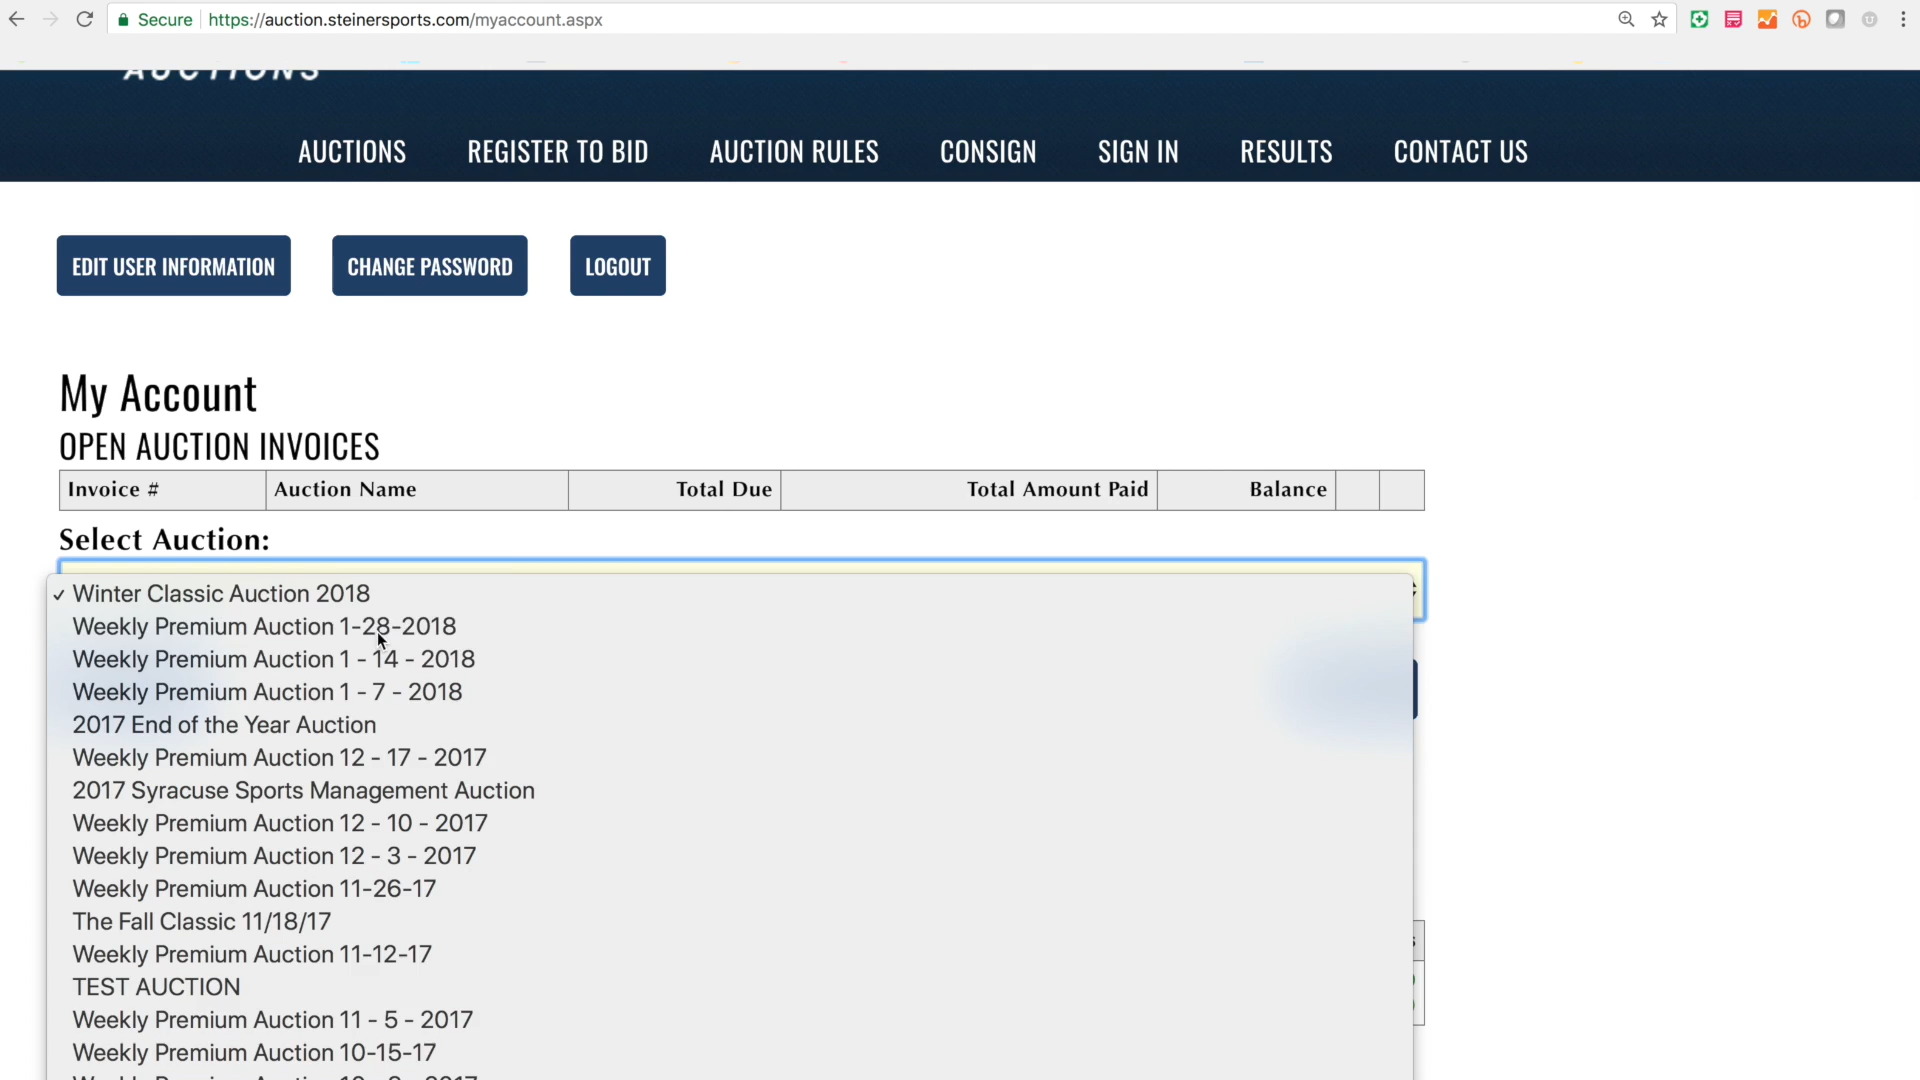 Secure https://auction.steinersports.com/myaccount.aspx
AUCTIONS
AUCTIONS REGISTER TO BID AUCTION RULES CONSIGN SIGN IN RESULTS CONTACT US
EDIT USER INFORMATION CHANGE PASSWORD LOGOUT
My Account
OPEN AUCTION INVOICES
Invoice # Auction Name Total Due Total Amount Paid Balance
Select Auction:
✓ Winter Classic Auction 2018
Weekly Premium Auction 1-28-2018
Weekly Premium Auction 1 - 14 - 2018
Weekly Premium Auction 1 - 7 - 2018
2017 End of the Year Auction
Weekly Premium Auction 12 - 17 - 2017
2017 Syracuse Sports Management Auction
Weekly Premium Auction 12 - 10 - 2017
Weekly Premium Auction 12 - 3 - 2017
Weekly Premium Auction 11-26-17
The Fall Classic 11/18/17
Weekly Premium Auction 11-12-17
TEST AUCTION
Weekly Premium Auction 11 - 5 - 2017
Weekly Premium Auction 10-15-17